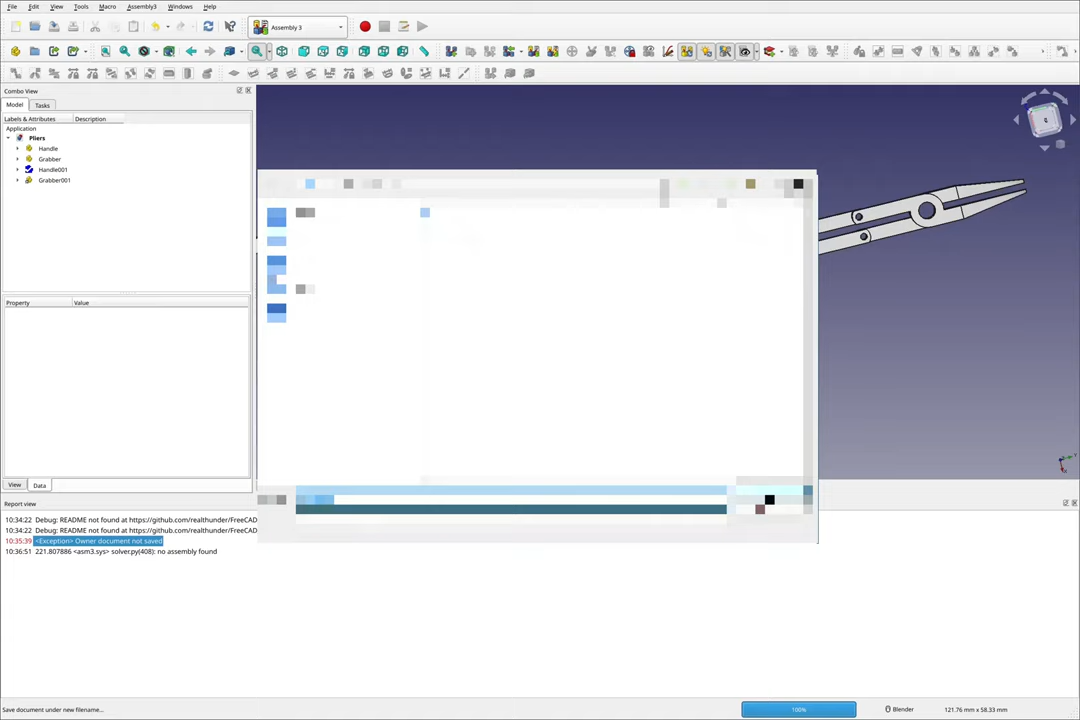 File Edit View Tools Macro Assembly3 Windows Help
Assembly 3
Combo View
Model Tasks
Labels & Attributes Description
Application
Pliers
Handle
Grabber
Handle001
Grabber001
Property Value
View Data
Report view
10:34:22 Debug: README not found at https://github.com/realthunder/FreeCAD
10:34:22 Debug: README not found at https://github.com/realthunder/FreeCAD
10:35:39 <Exception> Owner document not saved
10:36:51 221.807886 <asm3.sys> solver.py(408): no assembly found
Save document under new filename... 100% Blender 121.76 mm x 58.33 mm